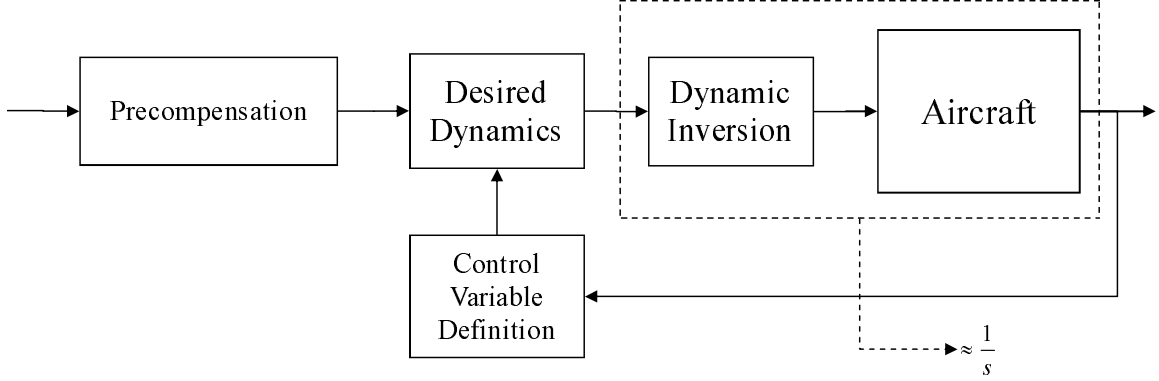 Precompensation
Desired
Dynamics
Dynamic
Inversion
Aircraft
Control
Variable
Definition
≈ 1/s